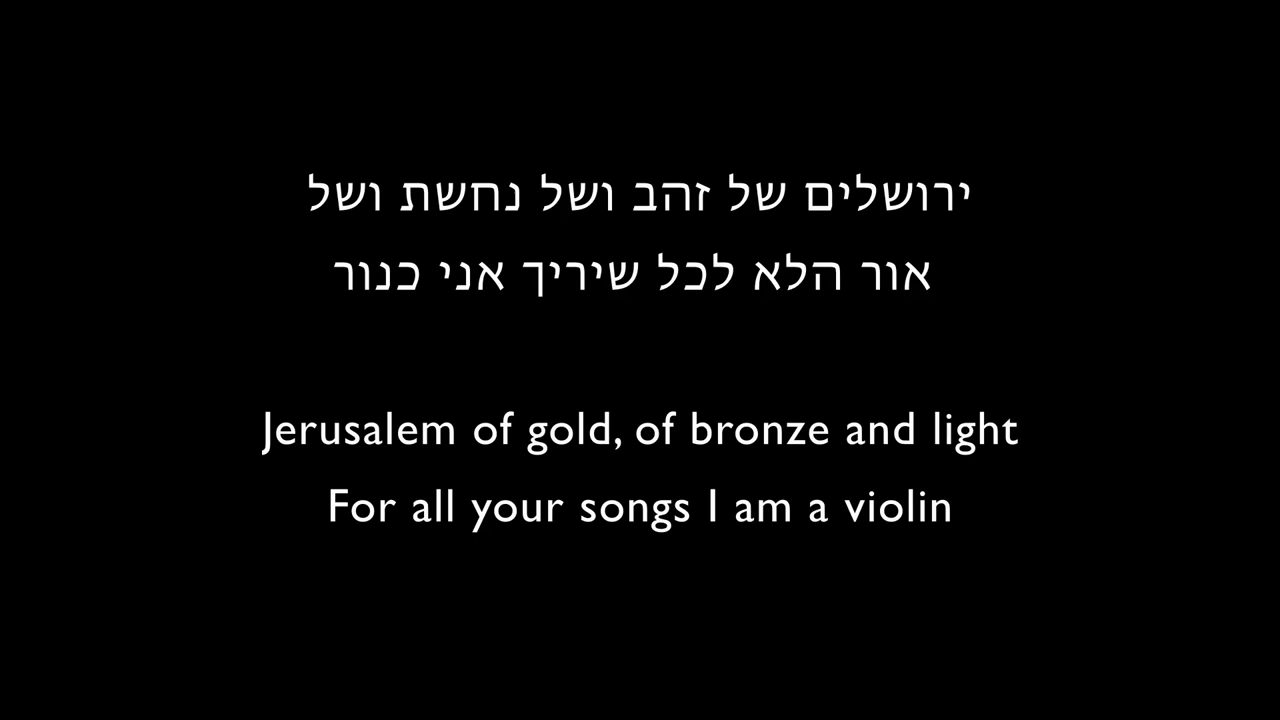 ירושלים של זהב ושל נחשת ושל
אור הלא לכל שיריך אני כנור
Jerusalem of gold, of bronze and light
For all your songs I am a violin